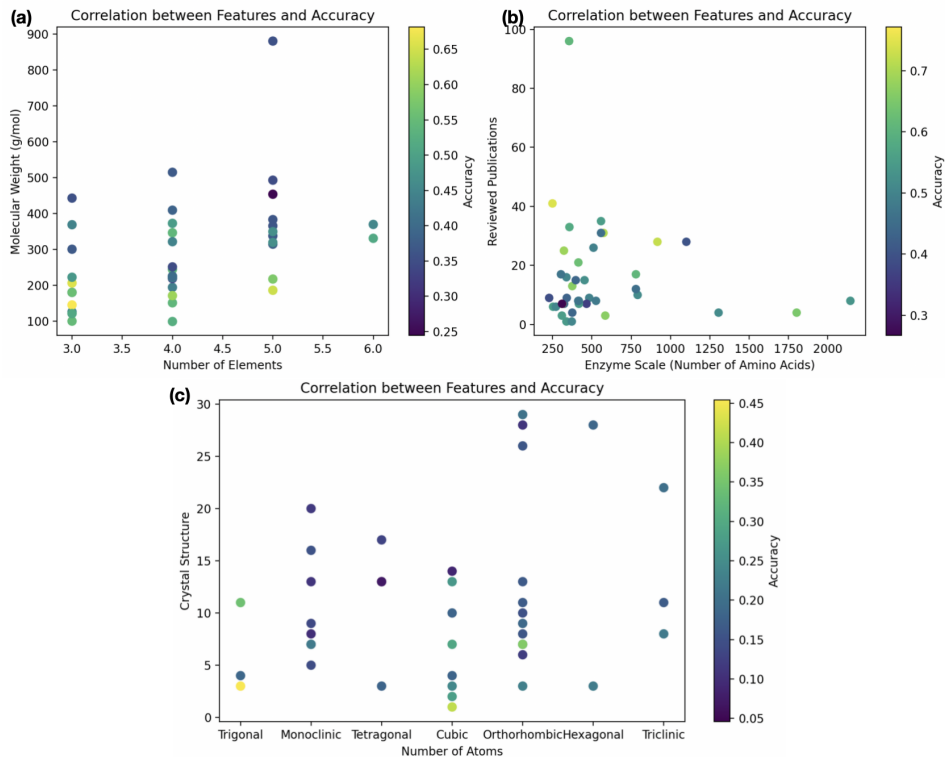 (a)
Correlation between Features and Accuracy
900
800
700
600
500
400
300
200
100
Molecular Weight (g/mol)
3.0 3.5 4.0 4.5 5.0 5.5 6.0
Number of Elements
0.65
0.60
0.55
0.50
0.45
0.40
0.35
0.30
0.25
Accuracy
(b)
Correlation between Features and Accuracy
100
80
60
40
20
0
Reviewed Publications
250 500 750 1000 1250 1500 1750 2000
Enzyme Scale (Number of Amino Acids)
0.7
0.6
0.5
0.4
0.3
Accuracy
(c)
Correlation between Features and Accuracy
30
25
20
15
10
5
0
Crystal Structure
Trigonal Monoclinic Tetragonal Cubic Orthorhombic Hexagonal Triclinic
Number of Atoms
0.45
0.40
0.35
0.30
0.25
0.20
0.15
0.10
0.05
Accuracy